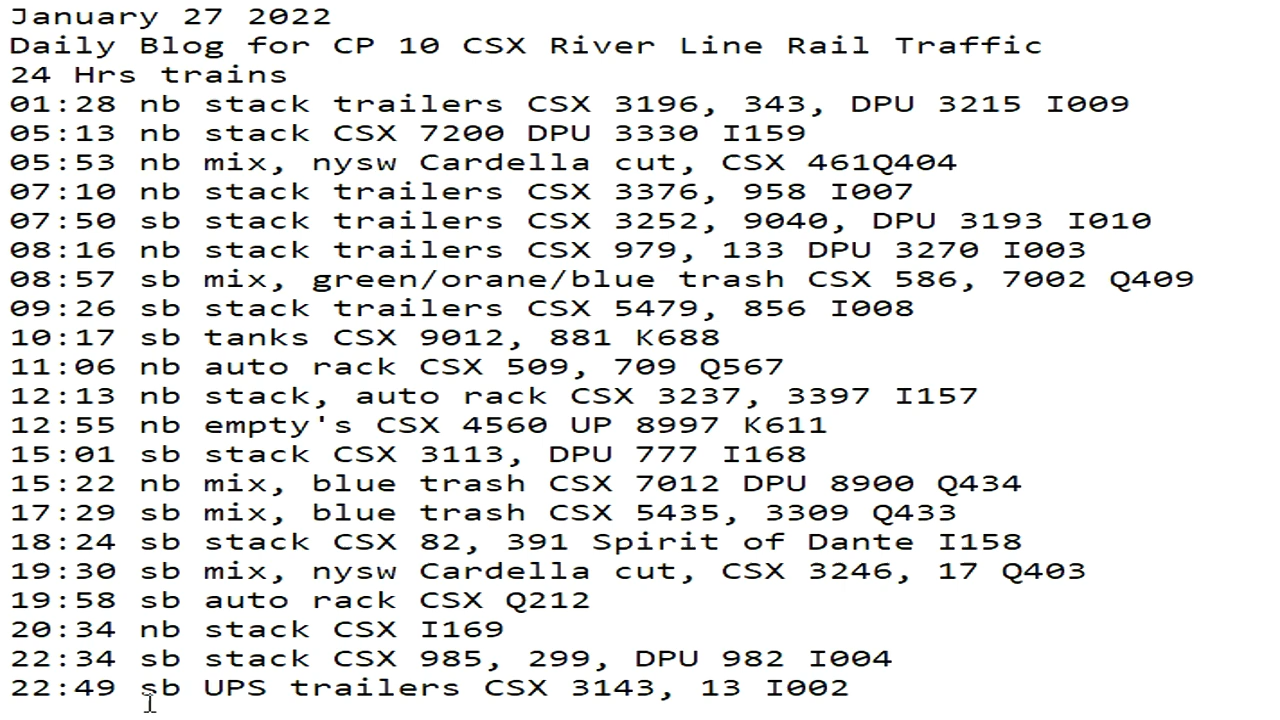 January 27 2022
Daily Blog for CP 10 CSX River Line Rail Traffic
24 Hrs trains
01:28 nb stack trailers CSX 3196, 343, DPU 3215 I009
05:13 nb stack CSX 7200 DPU 3330 I159
05:53 nb mix, nysw Cardella cut, CSX 461Q404
07:10 nb stack trailers CSX 3376, 958 I007
07:50 sb stack trailers CSX 3252, 9040, DPU 3193 I010
08:16 nb stack trailers CSX 979, 133 DPU 3270 I003
08:57 sb mix, green/orane/blue trash CSX 586, 7002 Q409
09:26 sb stack trailers CSX 5479, 856 I008
10:17 sb tanks CSX 9012, 881 K688
11:06 nb auto rack CSX 509, 709 Q567
12:13 nb stack, auto rack CSX 3237, 3397 I157
12:55 nb empty's CSX 4560 UP 8997 K611
15:01 sb stack CSX 3113, DPU 777 I168
15:22 nb mix, blue trash CSX 7012 DPU 8900 Q434
17:29 sb mix, blue trash CSX 5435, 3309 Q433
18:24 sb stack CSX 82, 391 Spirit of Dante I158
19:30 sb mix, nysw Cardella cut, CSX 3246, 17 Q403
19:58 sb auto rack CSX Q212
20:34 nb stack CSX I169
22:34 sb stack CSX 985, 299, DPU 982 I004
22:49 sb UPS trailers CSX 3143, 13 I002